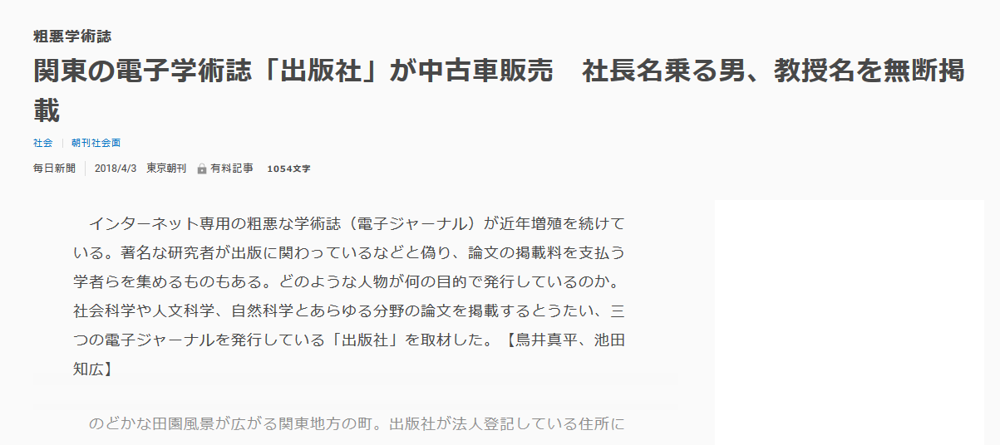 粗悪学術誌
関東の電子学術誌「出版社」が中古車販売　社長名乗る男、教授名を無断掲
載
社会 | 朝刊社会面
毎日新聞 | 2018/4/3 東京朝刊 有料記事 1054文字
インターネット専用の粗悪な学術誌（電子ジャーナル）が近年増殖を続けて
いる。著名な研究者が出版に関わっているなどと偽り、論文の掲載料を支払う
学者らを集めるものもある。どのような人物が何の目的で発行しているのか。
社会科学や人文科学、自然科学とあらゆる分野の論文を掲載するとうたい、三
つの電子ジャーナルを発行している「出版社」を取材した。【鳥井真平、池田
知広】
のどかな田園風景が広がる関東地方の町。出版社が法人登記している住所に